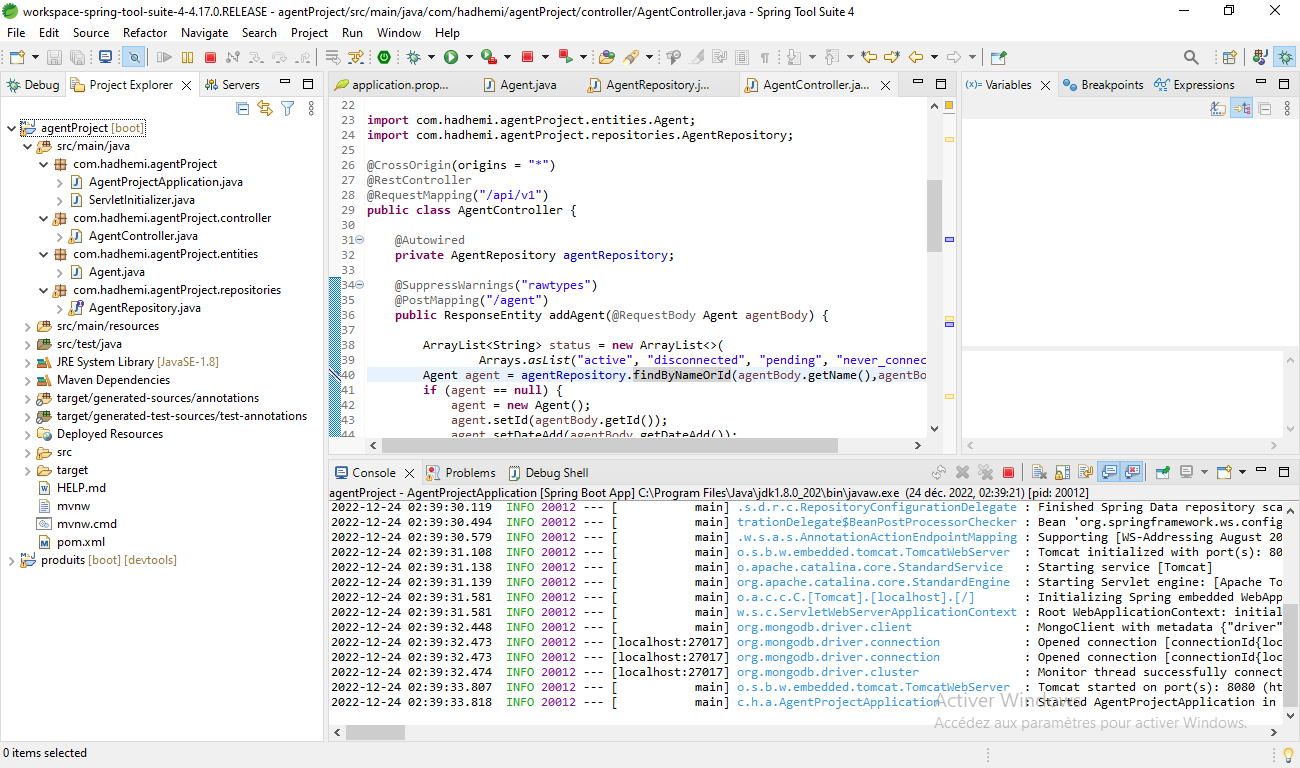 workspace-spring-tool-suite-4-4.17.0.RELEASE - agentProject/src/main/java/com/hadhemi/agentProject/controller/AgentController.java - Spring Tool Suite 4
File Edit Source Refactor Navigate Search Project Run Window Help
Debug Project Explorer Servers
agentProject [boot]
src/main/java
com.hadhemi.agentProject
AgentProjectApplication.java
ServletInitializer.java
com.hadhemi.agentProject.controller
AgentController.java
com.hadhemi.agentProject.entities
Agent.java
com.hadhemi.agentProject.repositories
AgentRepository.java
src/main/resources
src/test/java
JRE System Library [JavaSE-1.8]
Maven Dependencies
target/generated-sources/annotations
target/generated-test-sources/test-annotations
Deployed Resources
src
target
HELP.md
mvnw
mvnw.cmd
pom.xml
produits [boot] [devtools]
application.prop... Agent.java AgentRepository.j... AgentController.ja...
22
23 import com.hadhemi.agentProject.entities.Agent;
24 import com.hadhemi.agentProject.repositories.AgentRepository;
25
26 @CrossOrigin(origins = "*")
27 @RestController
28 @RequestMapping("/api/v1")
29 public class AgentController {
30
31 @Autowired
32 private AgentRepository agentRepository;
33
34 @SuppressWarnings("rawtypes")
35 @PostMapping("/agent")
36 public ResponseEntity addAgent(@RequestBody Agent agentBody) {
37
38 ArrayList<String> status = new ArrayList<>(
39 Arrays.asList("active", "disconnected", "pending", "never_connec
40 Agent agent = agentRepository.findByNameOrId(agentBody.getName(),agentBo
41 if (agent == null) {
42 agent = new Agent();
43 agent.setId(agentBody.getId());
44 agent.setDateAdd(agentBody.getDateAdd());
(x)= Variables Breakpoints Expressions
Console Problems Debug Shell
agentProject - AgentProjectApplication [Spring Boot App] C:\Program Files\Java\jdk1.8.0_202\bin\javaw.exe (24 déc. 2022, 02:39:21) [pid: 20012]
2022-12-24 02:39:30.119 INFO 20012 --- [ main] .s.d.r.c.RepositoryConfigurationDelegate : Finished Spring Data repository sca
2022-12-24 02:39:30.494 INFO 20012 --- [ main] trationDelegate$BeanPostProcessorChecker : Bean 'org.springframework.ws.config
2022-12-24 02:39:30.579 INFO 20012 --- [ main] .w.s.a.s.AnnotationActionEndpointMapping : Supporting [WS-Addressing August 20
2022-12-24 02:39:31.108 INFO 20012 --- [ main] o.s.b.w.embedded.tomcat.TomcatWebServer : Tomcat initialized with port(s): 80
2022-12-24 02:39:31.138 INFO 20012 --- [ main] o.apache.catalina.core.StandardService : Starting service [Tomcat]
2022-12-24 02:39:31.139 INFO 20012 --- [ main] org.apache.catalina.core.StandardEngine : Starting Servlet engine: [Apache To
2022-12-24 02:39:31.581 INFO 20012 --- [ main] o.a.c.c.C.[Tomcat].[localhost].[/] : Initializing Spring embedded WebApp
2022-12-24 02:39:31.581 INFO 20012 --- [ main] w.s.c.ServletWebServerApplicationContext : Root WebApplicationContext: initial
2022-12-24 02:39:32.448 INFO 20012 --- [ main] org.mongodb.driver.client : MongoClient with metadata {"driver"
2022-12-24 02:39:32.473 INFO 20012 --- [localhost:27017] org.mongodb.driver.connection : Opened connection [connectionId{loc
2022-12-24 02:39:32.473 INFO 20012 --- [localhost:27017] org.mongodb.driver.connection : Opened connection [connectionId{loc
2022-12-24 02:39:32.474 INFO 20012 --- [localhost:27017] org.mongodb.driver.cluster : Monitor thread successfully connect
2022-12-24 02:39:33.807 INFO 20012 --- [ main] o.s.b.w.embedded.tomcat.TomcatWebServer : Tomcat started on port(s): 8080 (ht
2022-12-24 02:39:33.818 INFO 20012 --- [ main] c.h.a.AgentProjectApplication : Started AgentProjectApplication in
Activer Windows
Accédez aux paramètres pour activer Windows.
0 items selected